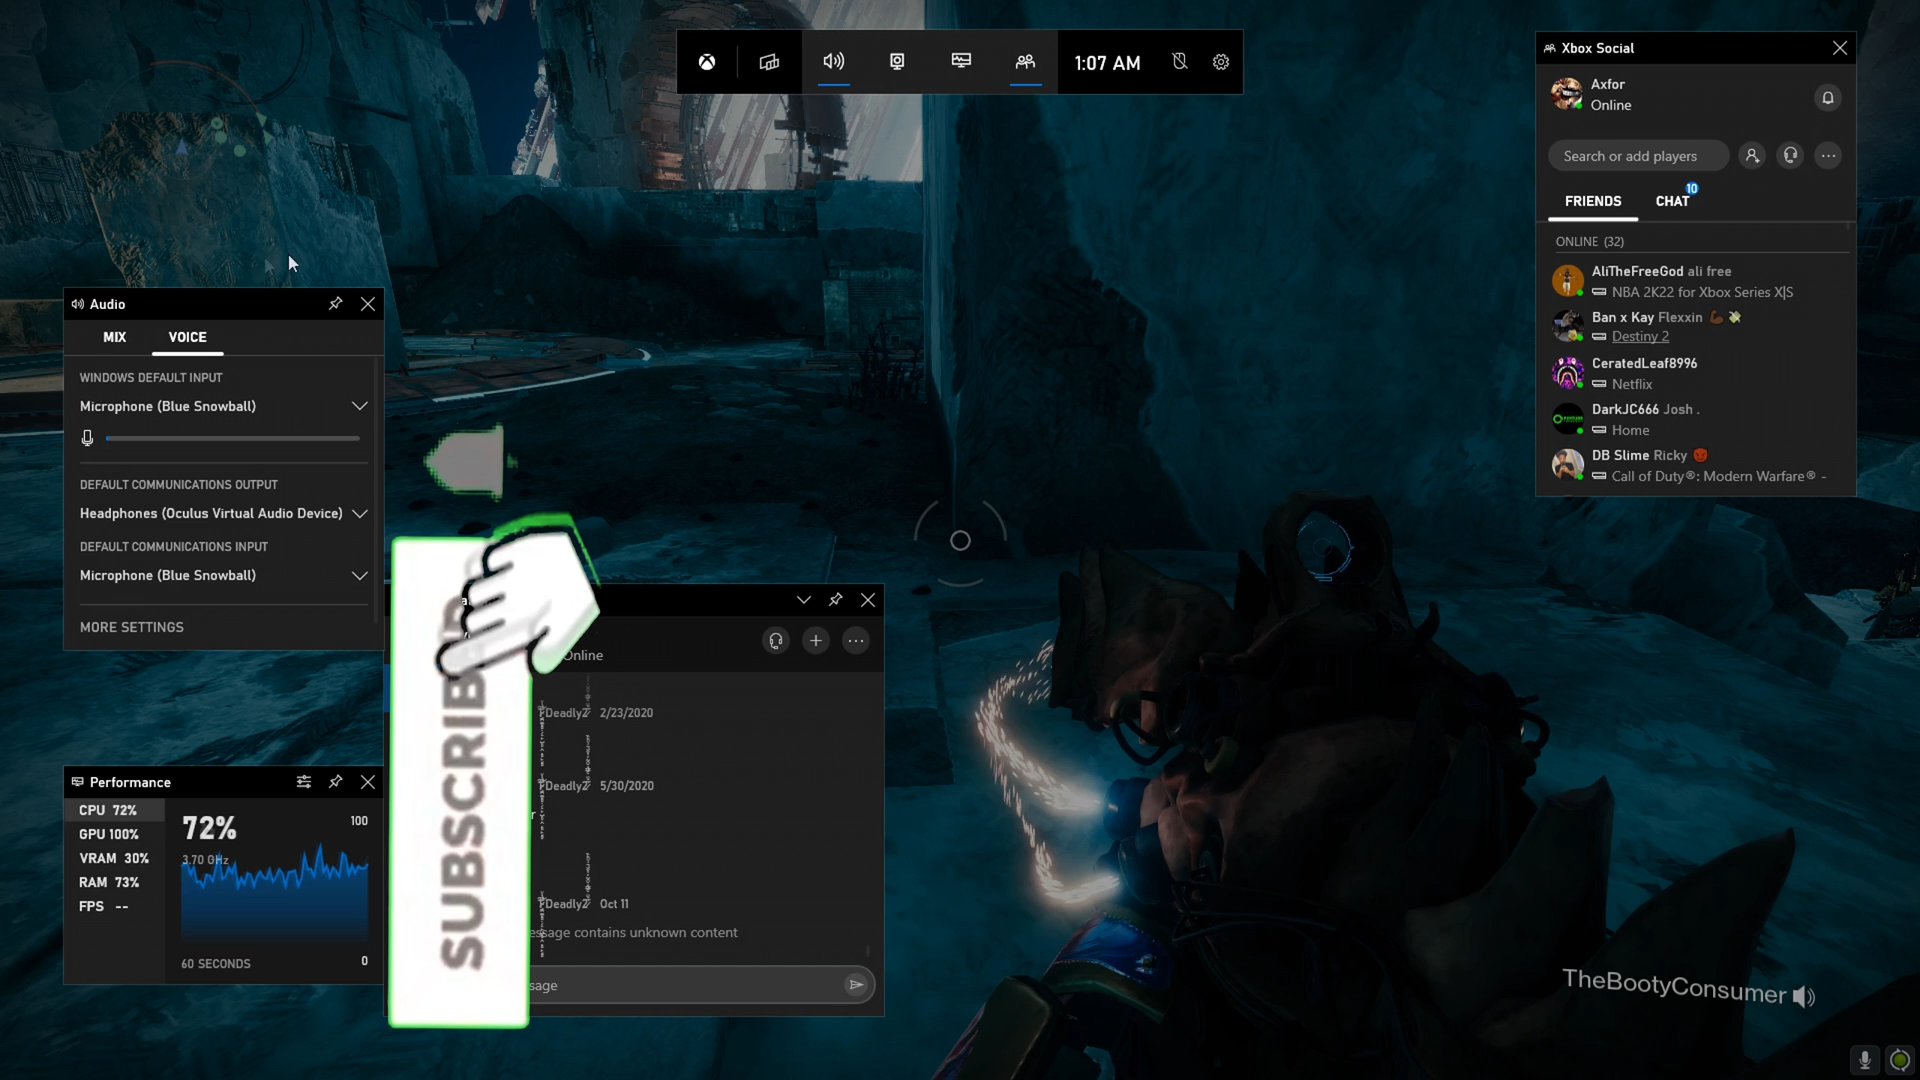 1:07 AM
Xbox Social
Axfor
Online
Search or add players
FRIENDS
CHAT
10
ONLINE (32)
AliTheFreeGod ali free
NBA 2K22 for Xbox Series X|S
Ban x Kay Flexxin
Destiny 2
CeratedLeaf8996
Netflix
DarkJC666 Josh .
Home
DB Slime Ricky
Call of Duty®: Modern Warfare® -
Audio
MIX
VOICE
WINDOWS DEFAULT INPUT
Microphone (Blue Snowball)
DEFAULT COMMUNICATIONS OUTPUT
Headphones (Oculus Virtual Audio Device)
DEFAULT COMMUNICATIONS INPUT
Microphone (Blue Snowball)
MORE SETTINGS
SUBSCRIBE
Online
Deadly2 2/23/2020
Deadly2 5/30/2020
Deadly2 Oct 11
essage contains unknown content
sage
Performance
CPU 72%
GPU 100%
VRAM 30%
RAM 73%
FPS --
72%
100
3.70 GHz
60 SECONDS
0
TheBootyConsumer